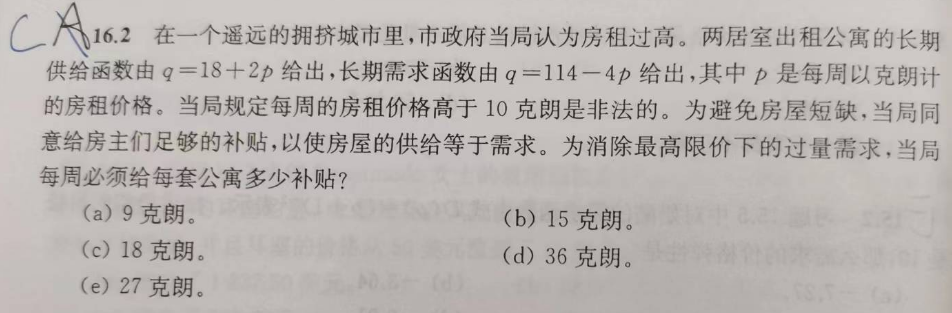 CA 16.2 在一个遥远的拥挤城市里,市政府当局认为房租过高。两居室出租公寓的长期
供给函数由 q=18+2p 给出,长期需求函数由 q=114-4p 给出,其中 p 是每周以克朗计
的房租价格。当局规定每周的房租价格高于 10 克朗是非法的。为避免房屋短缺,当局同
意给房主们足够的补贴,以使房屋的供给等于需求。为消除最高限价下的过量需求,当局
每周必须给每套公寓多少补贴?
(a) 9 克朗。 (b) 15 克朗。
(c) 18 克朗。 (d) 36 克朗。
(e) 27 克朗。